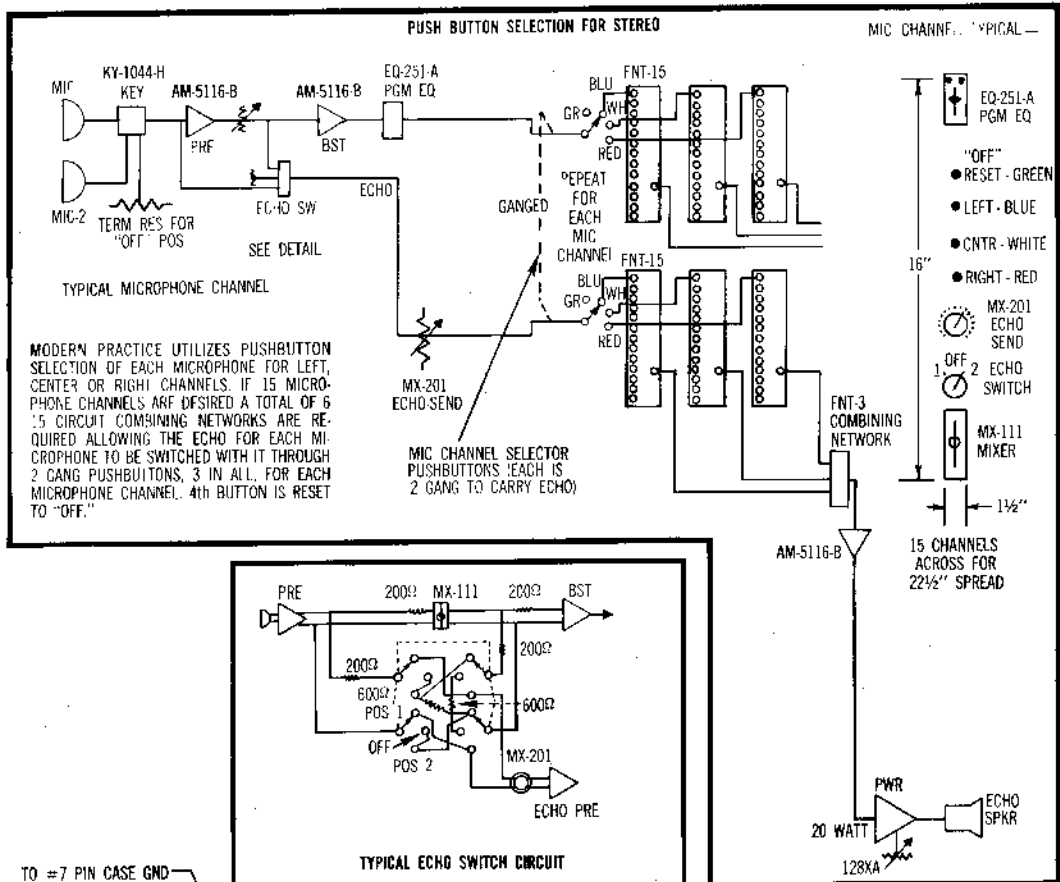 PUSH BUTTON SELECTION FOR STEREO
MIC CHANNEL TYPICAL —
MIC
KY-1044-H
KEY
AM-5116-B
PRE
AM-5116-B
BST
EQ-251-A
PGM EQ
MIC-2
TERM RES FOR
"OFF" POS
ECHO SW
ECHO
SEE DETAIL
TYPICAL MICROPHONE CHANNEL
GANGED
BLU
GR
WH
RED
FNT-15
REPEAT
FOR
EACH
MIC
CHANNEL
FNT-15
BLU
GR
WH
RED
MX-201
ECHO-SEND
MODERN PRACTICE UTILIZES PUSHBUTTON
SELECTION OF EACH MICROPHONE FOR LEFT,
CENTER OR RIGHT CHANNELS. IF 15 MICRO-
PHONE CHANNELS ARE DESIRED A TOTAL OF 6
15 CIRCUIT COMBINING NETWORKS ARE RE-
QUIRED ALLOWING THE ECHO FOR EACH MI-
CROPHONE TO BE SWITCHED WITH IT THROUGH
2 GANG PUSHBUTTONS, 3 IN ALL, FOR EACH
MICROPHONE CHANNEL. 4th BUTTON IS RESET
TO "OFF."
MIC CHANNEL SELECTOR
PUSHBUTTONS (EACH IS
2 GANG TO CARRY ECHO)
FNT-3
COMBINING
NETWORK
AM-5116-B
PWR
20 WATT
128XA
ECHO
SPKR
EQ-251-A
PGM EQ
"OFF"
RESET - GREEN
LEFT - BLUE
CNTR - WHITE
RIGHT - RED
16"
MX-201
ECHO
SEND
OFF
1 2 ECHO
SWITCH
MX-111
MIXER
1½"
15 CHANNELS
ACROSS FOR
22½" SPREAD
PRE
200Ω MX-111 200Ω
BST
200Ω
200Ω
600Ω
600Ω
POS 1
OFF
POS 2
MX-201
ECHO PRE
TYPICAL ECHO SWITCH CIRCUIT
TO #7 PIN CASE GND